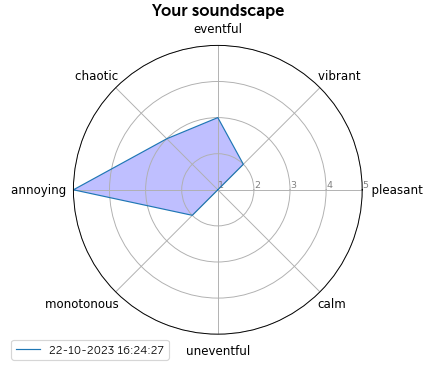 Your soundscape
eventful
chaotic
vibrant
annoying
1 2 3 4 5
pleasant
monotonous
calm
uneventful
22-10-2023 16:24:27